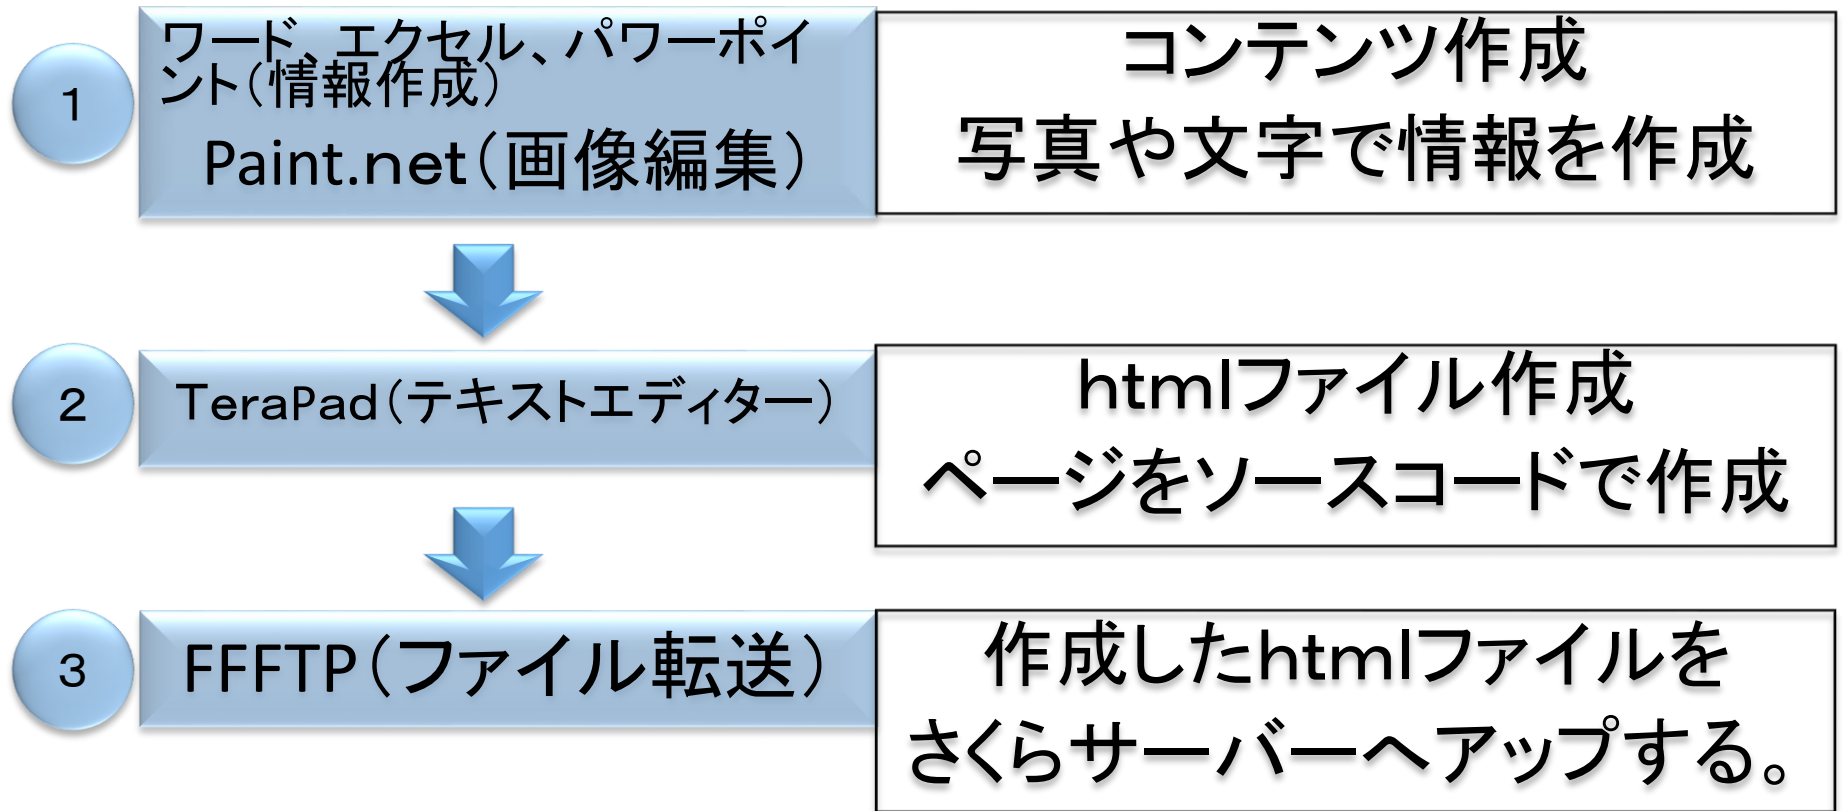 1
ワード、エクセル、パワーポイ
ント（情報作成）
Paint.net（画像編集）
コンテンツ作成
写真や文字で情報を作成
2
TeraPad（テキストエディター）
htmlファイル作成
ページをソースコードで作成
3
FFFTP（ファイル転送）
作成したhtmlファイルを
さくらサーバーへアップする。